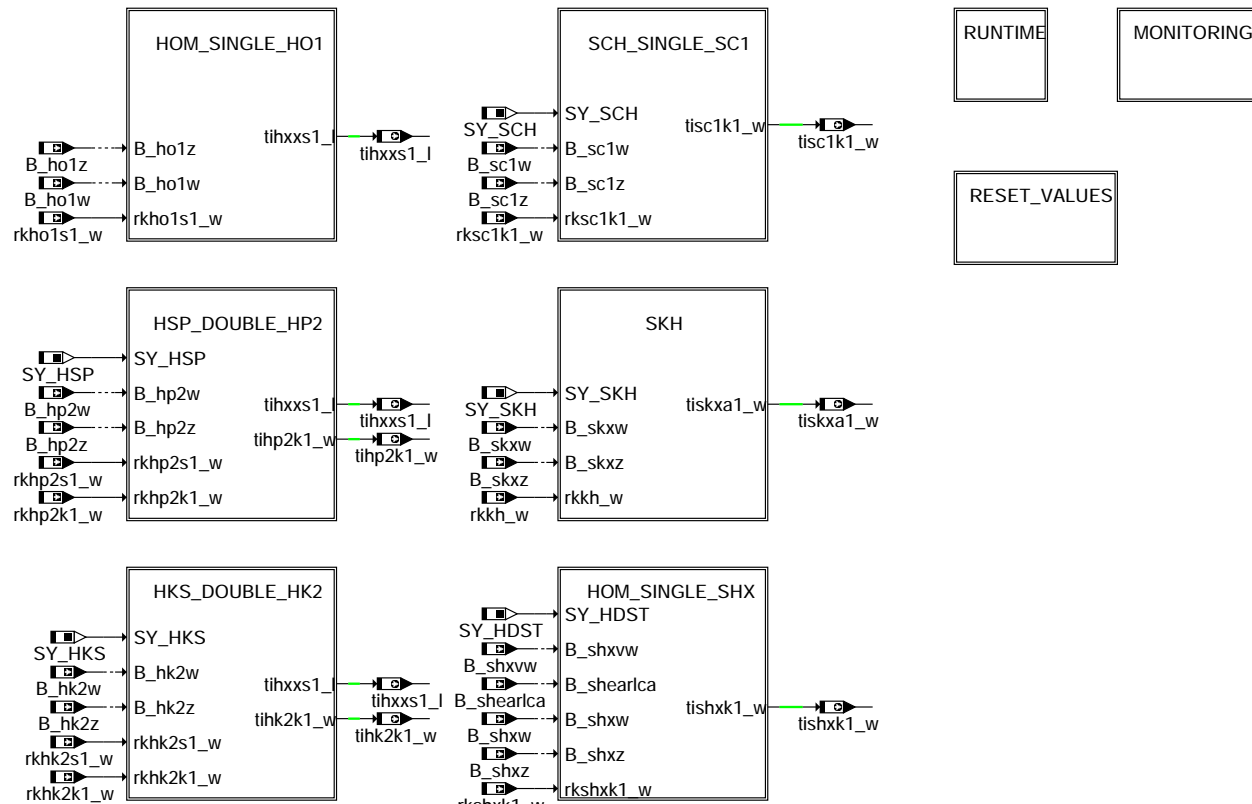 HOM_SINGLE_HO1
B_ho1z
B_ho1z
B_ho1w
B_ho1w
rkho1s1_w
rkho1s1_w
tihxxs1_l
tihxxs1_l
SCH_SINGLE_SC1
SY_SCH
SY_SCH
B_sc1w
B_sc1w
B_sc1z
B_sc1z
rksc1k1_w
rksc1k1_w
tisc1k1_w
tisc1k1_w
RUNTIME
MONITORING
RESET_VALUES
HSP_DOUBLE_HP2
SY_HSP
SY_HSP
B_hp2w
B_hp2w
B_hp2z
B_hp2z
rkhp2s1_w
rkhp2s1_w
rkhp2k1_w
rkhp2k1_w
tihxxs1_l
tihxxs1_l
tihp2k1_w
tihp2k1_w
SKH
SY_SKH
SY_SKH
B_skxw
B_skxw
B_skxz
B_skxz
rkkh_w
rkkh_w
tiskxa1_w
tiskxa1_w
HKS_DOUBLE_HK2
SY_HKS
SY_HKS
B_hk2w
B_hk2w
B_hk2z
B_hk2z
rkhk2s1_w
rkhk2s1_w
rkhk2k1_w
rkhk2k1_w
tihxxs1_l
tihxxs1_l
tihk2k1_w
tihk2k1_w
HOM_SINGLE_SHX
SY_HDST
SY_HDST
B_shxvw
B_shxvw
B_shearlca
B_shearlca
B_shxw
B_shxw
B_shxz
B_shxz
rkshxk1_w
rkshxk1_w
tishxk1_w
tishxk1_w